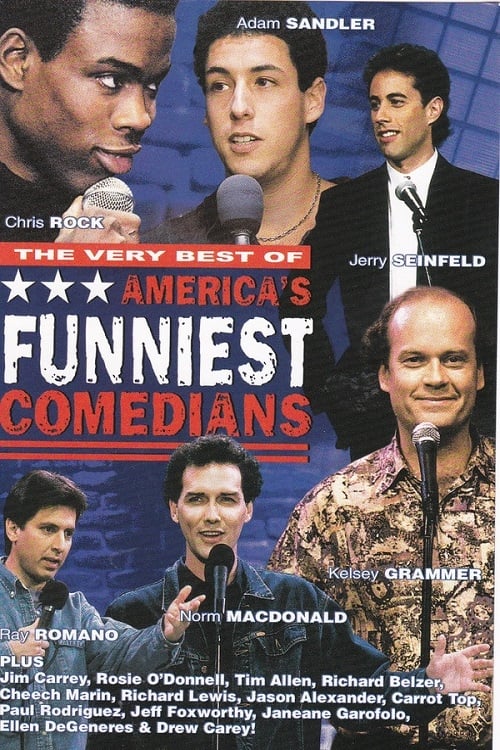 Adam SANDLER
Chris ROCK
Jerry SEINFELD
THE VERY BEST OF
AMERICA'S
FUNNIEST
COMEDIANS
Kelsey GRAMMER
Norm MACDONALD
Ray ROMANO
PLUS
Jim Carrey, Rosie O'Donnell, Tim Allen, Richard Belzer,
Cheech Marin, Richard Lewis, Jason Alexander, Carrot Top,
Paul Rodriguez, Jeff Foxworthy, Janeane Garofolo,
Ellen DeGeneres & Drew Carey!